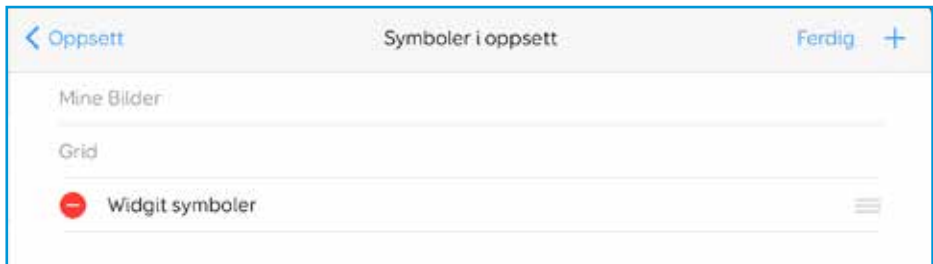 Oppsett Symboler i oppsett Ferdig
Mine Bilder
Grid
Widgit symboler